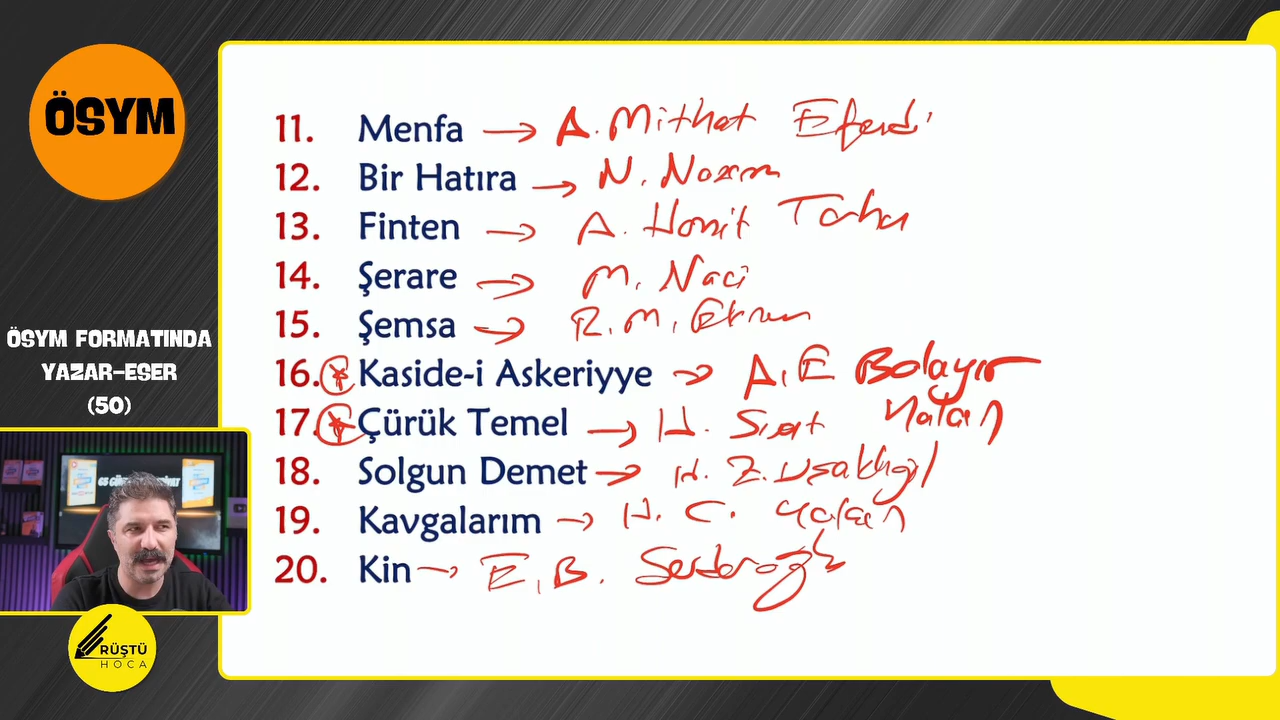 ÖSYM
11. Menfa → A. Mithat Efendi
12. Bir Hatıra → N. Nazım
13. Finten → A. Hamit Tarhan
14. Şerare → M. Naci
15. Şemsa → R. M. Ekrem
16. Kaside-i Askeriyye → A. E Bolayır
17. Çürük Temel → H. Suat Yalçın
18. Solgun Demet → H. Z. Uşaklıgil
19. Kavgalarım → H. C. Yalçın
20. Kin → E. B. Serdaroğlu
ÖSYM FORMATINDA
YAZAR-ESER
(50)
RÜŞTÜ
HOCA